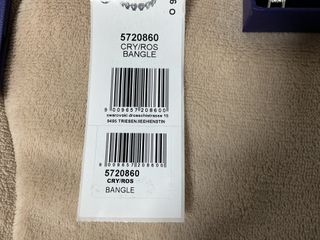 5720860
CRY/ROS
BANGLE
9 009657 208600
swarovski.droeschistrasse 15
9495 TRIESEN/LIECHTENSTEIN
9 009657 208600
5720860
CRY/ROS
BANGLE